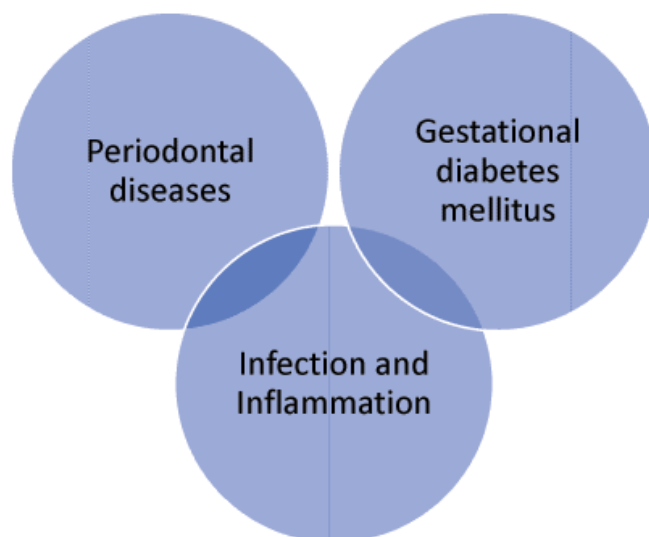 Periodontal
diseases
Gestational
diabetes
mellitus
Infection and
Inflammation